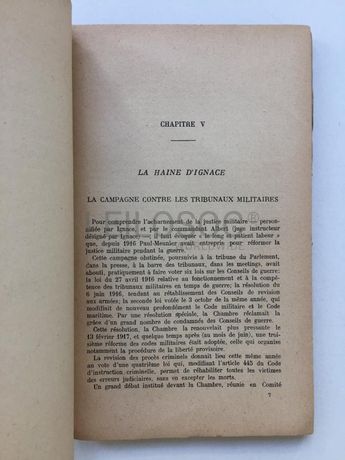 CHAPITRE V
LA HAINE D'IGNACE
LA CAMPAGNE CONTRE LES TRIBUNAUX MILITAIRES
Pour comprendre l'acharnement de la justice militaire — person-
nifiée par Ignace, et par le commandant Albert (juge instructeur
désigné par Ignace) — il faut évoquer « le long et patient labeur »
que, depuis 1916 Paul-Meunier avait entrepris pour réformer la
justice militaire pendant la guerre.
Cette campagne obstinée, poursuivie à la tribune du Parlement,
dans la presse, à la barre des tribunaux, dans les meetings, avait
abouti, pratiquement à faire voter six lois sur les Conseils de guerre:
la loi du 27 avril 1916 relative au fonctionnement et à la compé-
tence des tribunaux militaires en temps de guerre; la résolution du
6 juin 1916, tendant au rétablissement des Conseils de revision
aux armées; la seconde loi votée le 3 octobre de la même année, qui
modifiait de nouveau profondément le Code militaire et le Code
maritime. Par une résolution spéciale, la Chambre réclamait la
grâce d'un grand nombre de condamnés des Conseils de guerre.
Cette résolution, la Chambre la renouvelait plus pressante le
13 février 1917, et quelque temps après (au mois de juin), une troi-
sième réforme des codes militaires était adoptée, celle qui orga-
nisait notamment la procédure de la liberté provisoire.
La revision des procès criminels donnait lieu cette même année
au vote d'une quatrième loi qui, modifiant l'article 445 du Code
d'instruction criminelle, permet de réhabiliter toutes les victimes
des erreurs judiciaires, sans en excepter les morts.
Un grand débat institué devant la Chambre, réunie en Comité
7